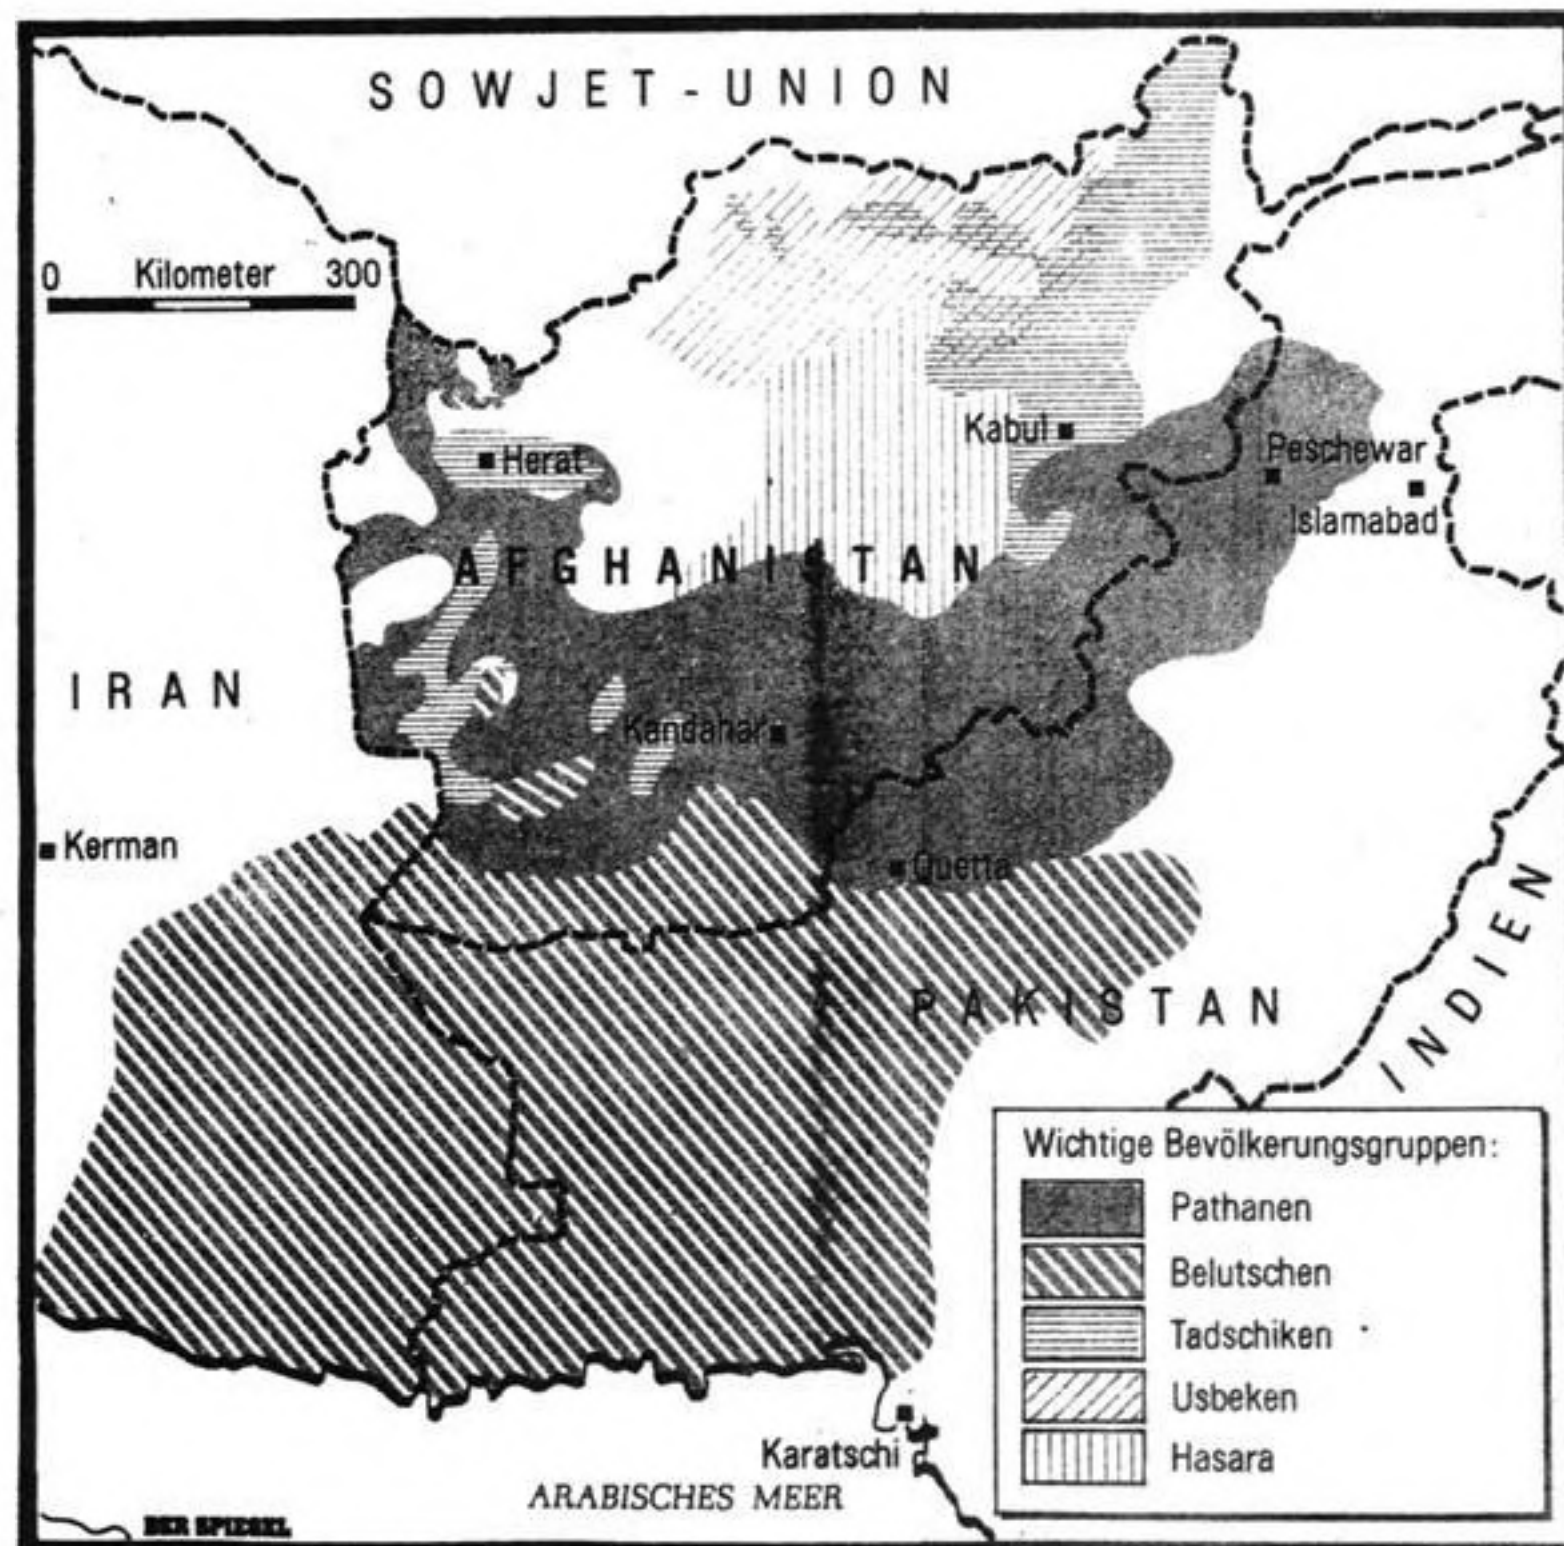 SOWJET-UNION
0 Kilometer 300
Kabul
Herat
Peschewar
Islamabad
AFGHANISTAN
IRAN
Kandahar
Kerman
Quetta
PAKISTAN
INDIEN
Wichtige Bevölkerungsgruppen:
Pathanen
Belutschen
Tadschiken
Usbeken
Hasara
Karatschi
ARABISCHES MEER
DER SPIEGEL